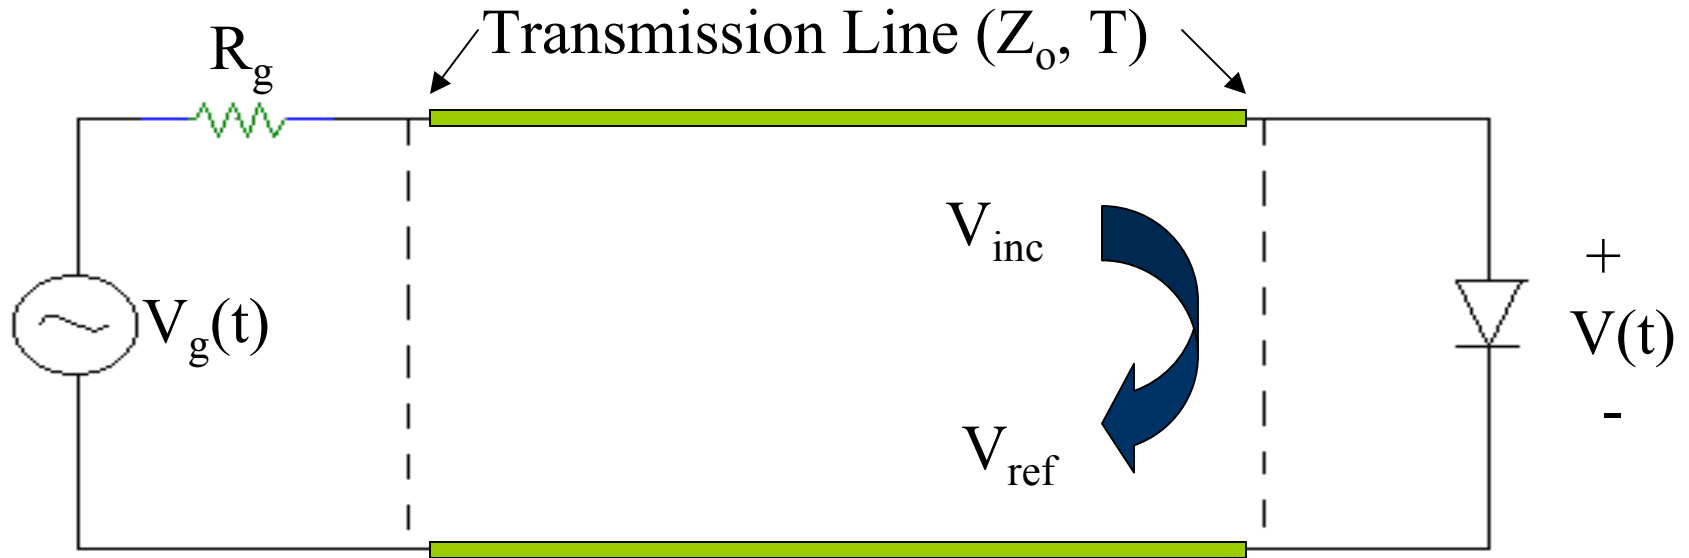 Transmission Line (Zo, T)
Rg
Vinc
Vg(t)
+
V(t)
-
Vref